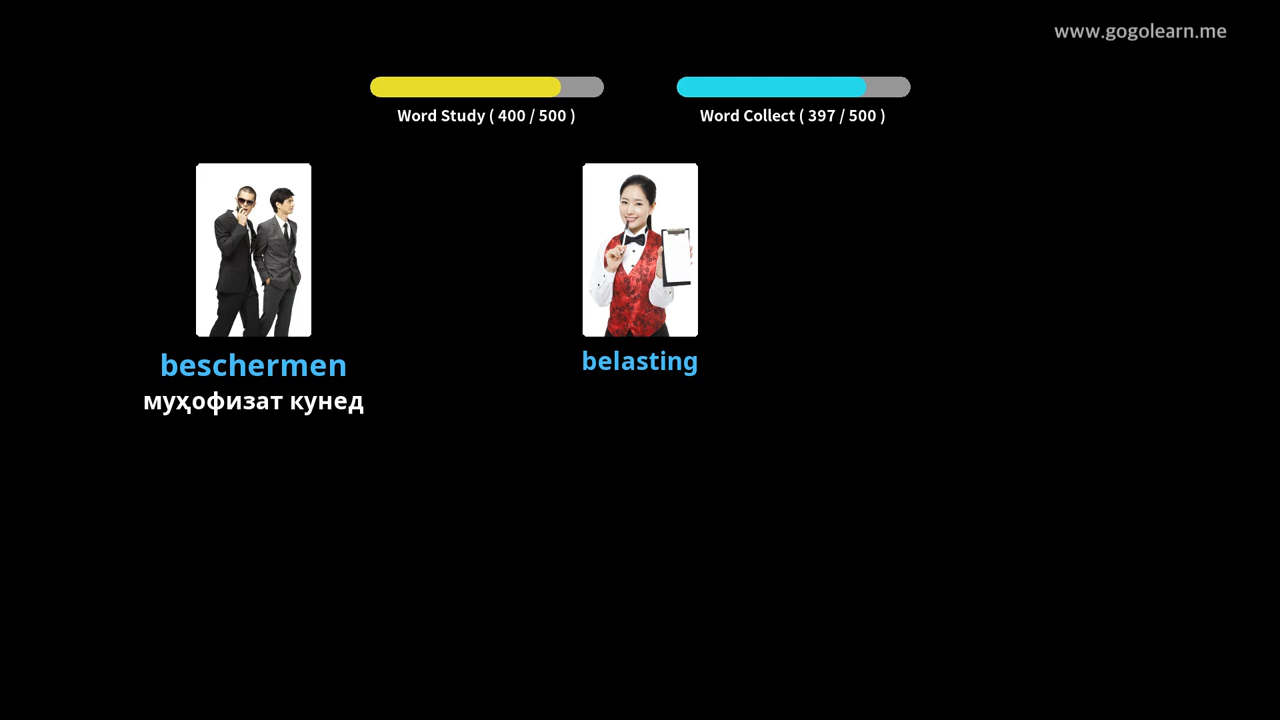 www.gogolearn.me
Word Study ( 400 / 500 )
Word Collect ( 397 / 500 )
beschermen
муҳофизат кунед
belasting